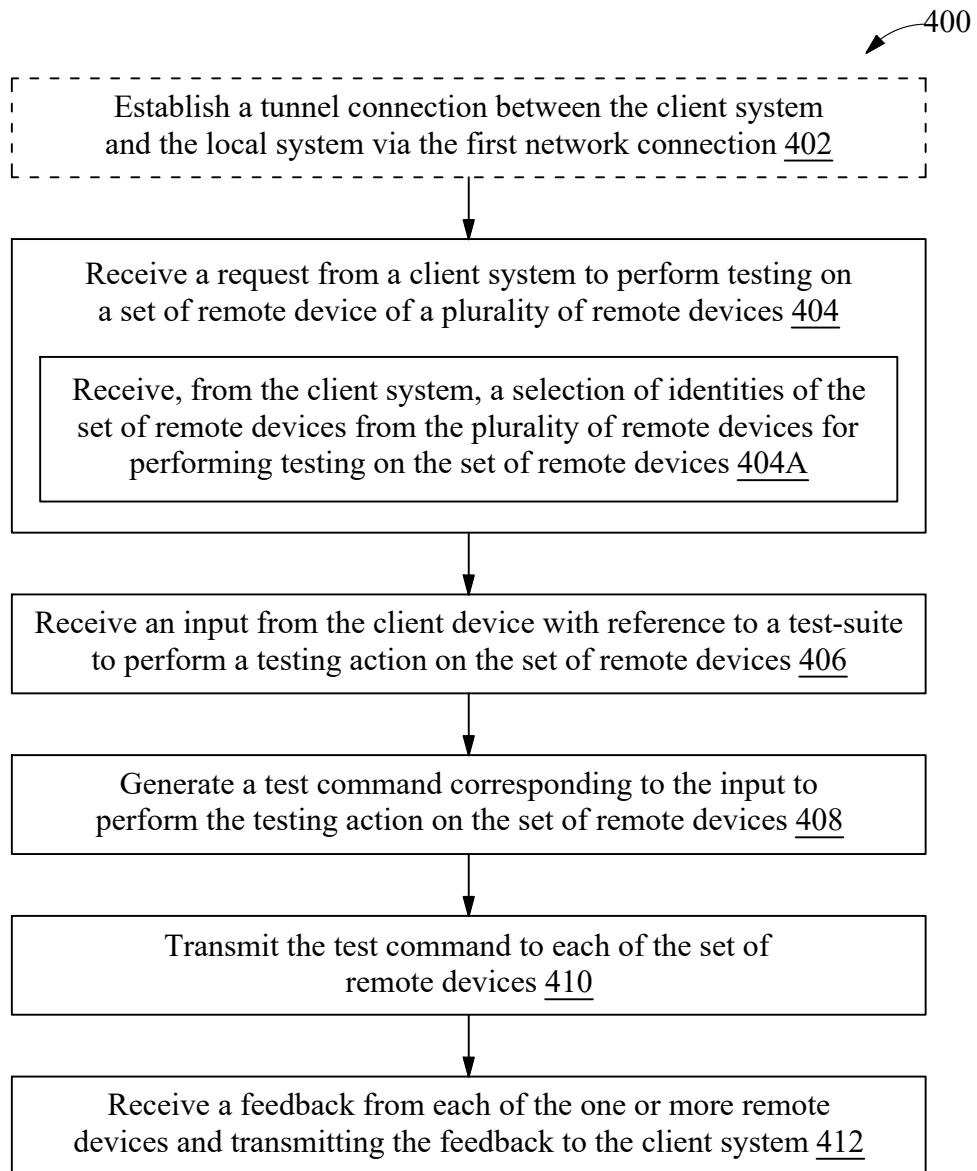 400
Establish a tunnel connection between the client system
and the local system via the first network connection 402
Receive a request from a client system to perform testing on
a set of remote device of a plurality of remote devices 404
Receive, from the client system, a selection of identities of the
set of remote devices from the plurality of remote devices for
performing testing on the set of remote devices 404A
Receive an input from the client device with reference to a test-suite
to perform a testing action on the set of remote devices 406
Generate a test command corresponding to the input to
perform the testing action on the set of remote devices 408
Transmit the test command to each of the set of
remote devices 410
Receive a feedback from each of the one or more remote
devices and transmitting the feedback to the client system 412